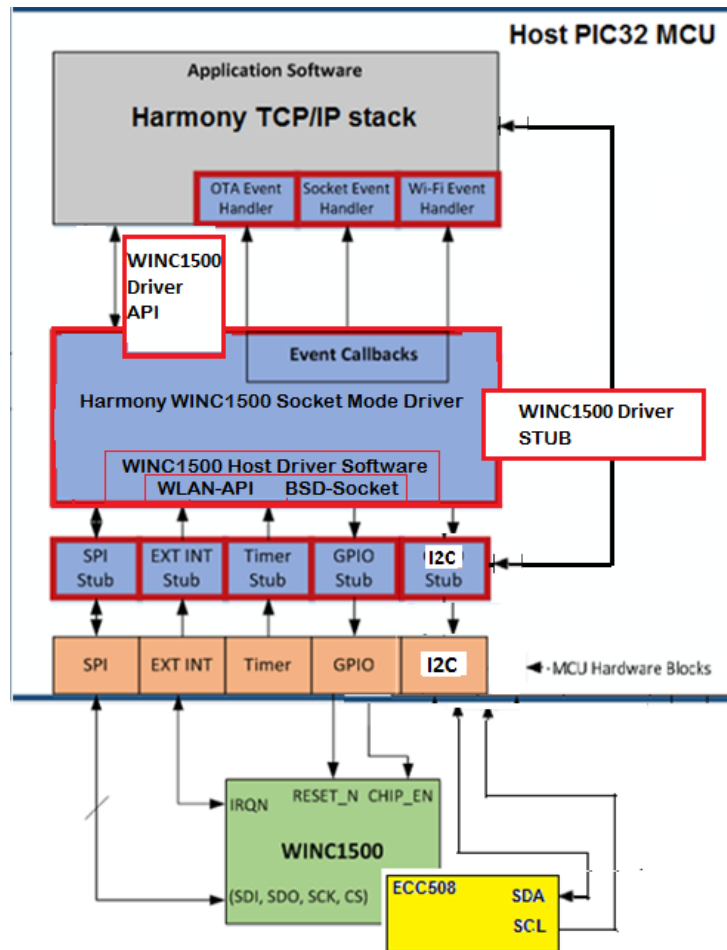 Host PIC32 MCU
Application Software
Harmony TCP/IP stack
OTA Event
Handler
Socket Event
Handler
Wi-Fi Event
Handler
WINC1500
Driver
API
Event Callbacks
Harmony WINC1500 Socket Mode Driver
WINC1500 Driver
STUB
WINC1500 Host Driver Software
WLAN-API BSD-Socket
SPI
Stub
EXT INT
Stub
Timer
Stub
GPIO
Stub
I2C
Stub
SPI
EXT INT
Timer
GPIO
I2C
MCU Hardware Blocks
IRQN
RESET_N
CHIP_EN
WINC1500
(SDI, SDO, SCK, CS)
ECC508
SDA
SCL